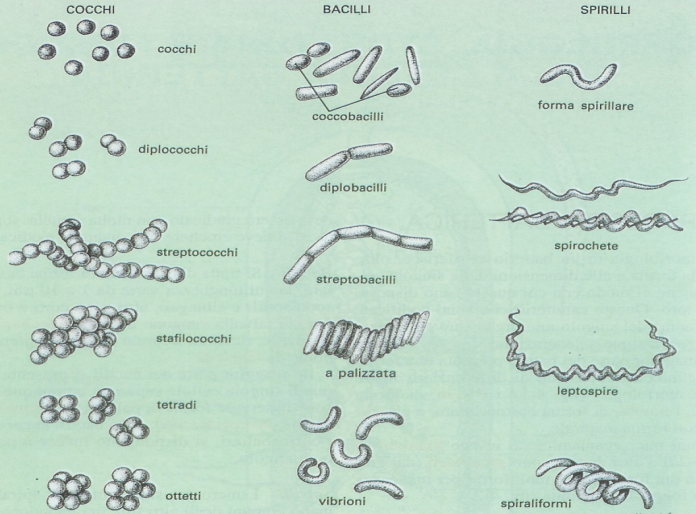 COCCHI
cocchi
diplococchi
streptococchi
stafilococchi
tetradi
ottetti
BACILLI
coccobacilli
diplobacilli
streptobacilli
a palizzata
vibrioni
SPIRILLI
forma spirillare
spirochete
leptospire
spiraliformi